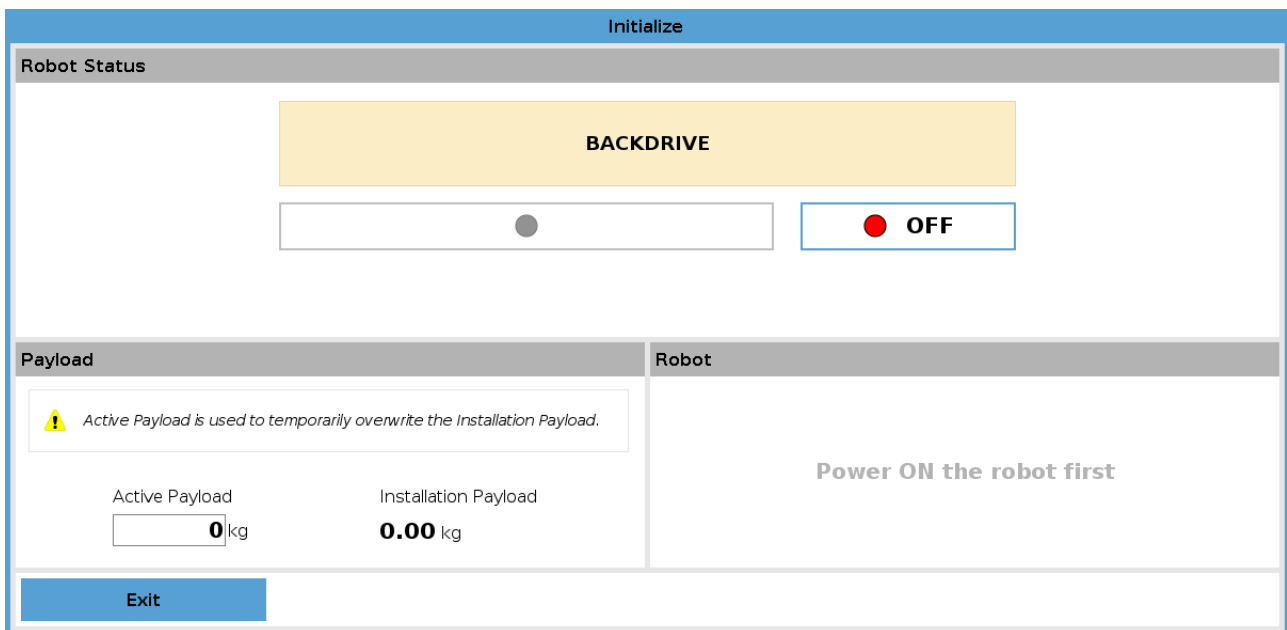 Initialize
Robot Status
BACKDRIVE
OFF
Payload
Active Payload is used to temporarily overwrite the Installation Payload.
Active Payload Installation Payload
0 kg 0.00 kg
Robot
Power ON the robot first
Exit